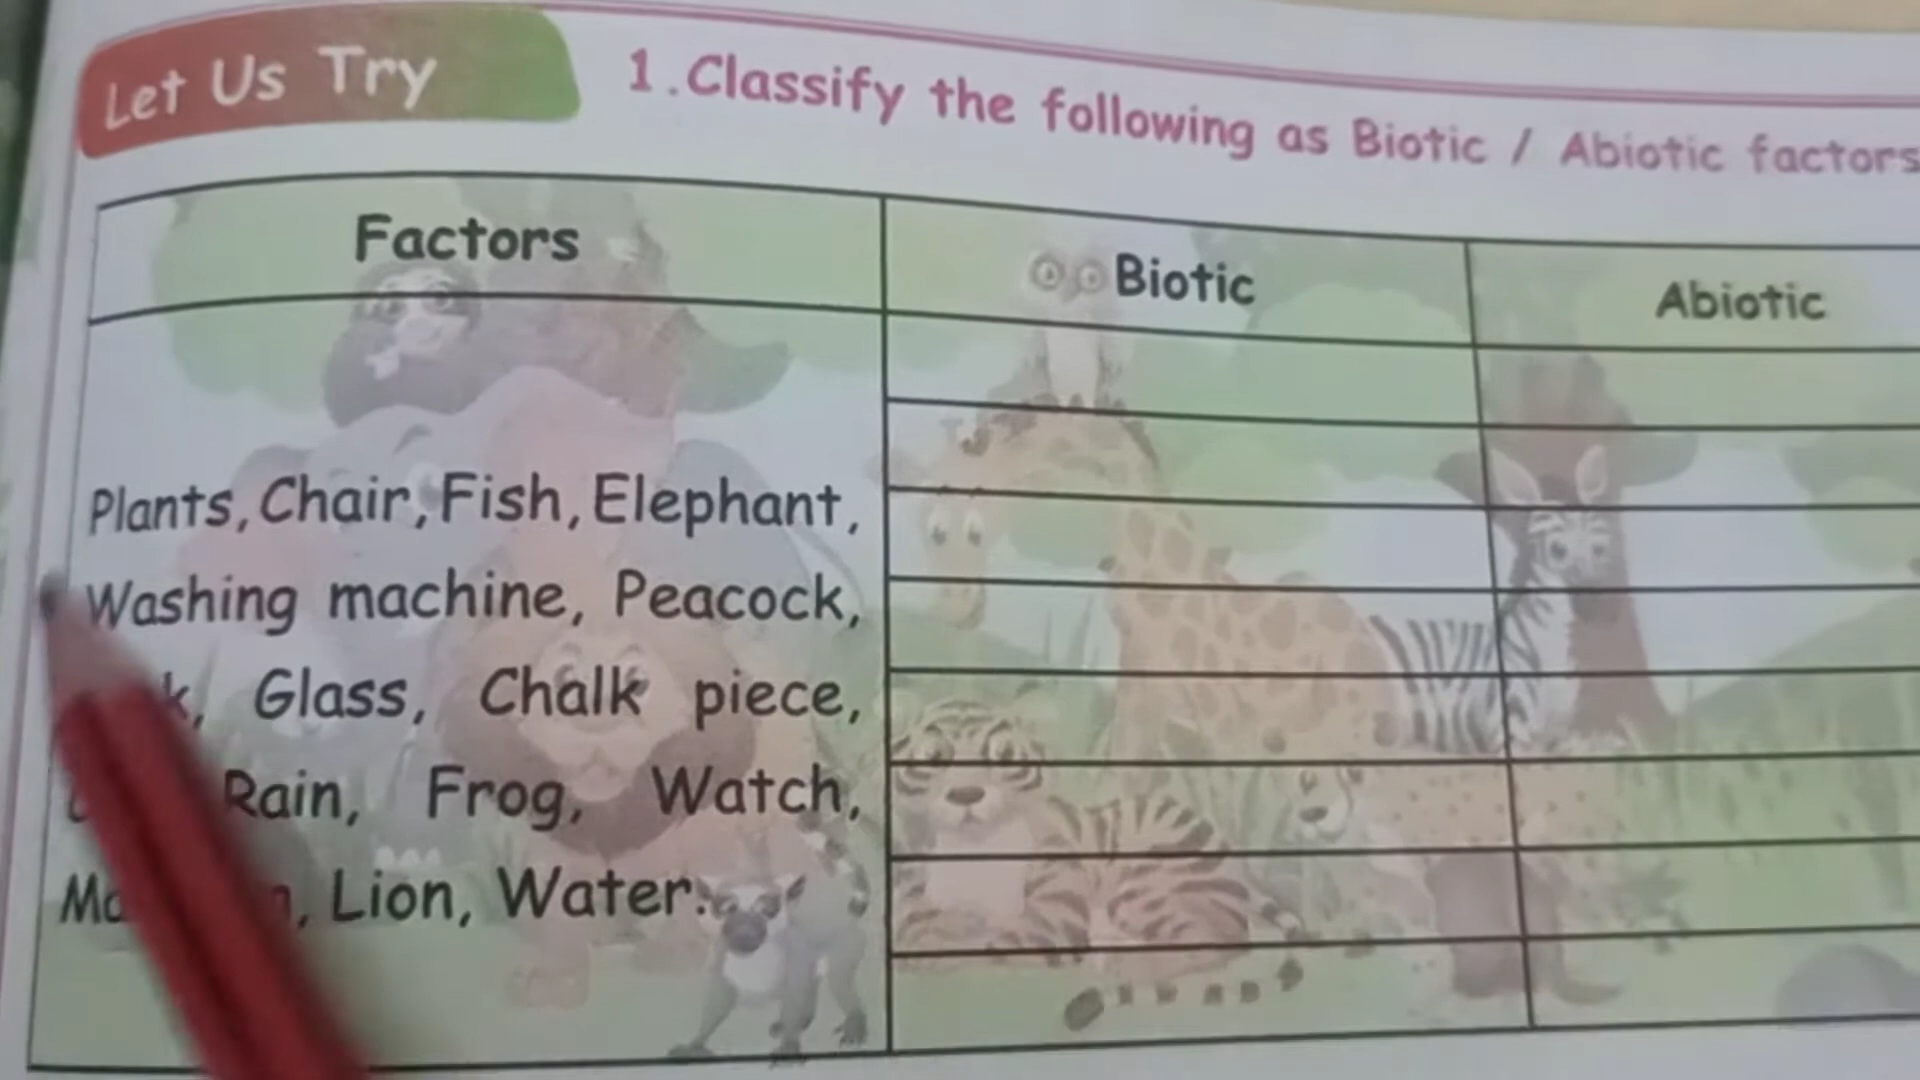 Let Us Try
1.Classify the following as Biotic / Abiotic factors
Factors
Biotic
Abiotic
Plants, Chair, Fish, Elephant,
Washing machine, Peacock,
Glass, Chalk piece,
Rain, Frog, Watch,
Lion, Water.